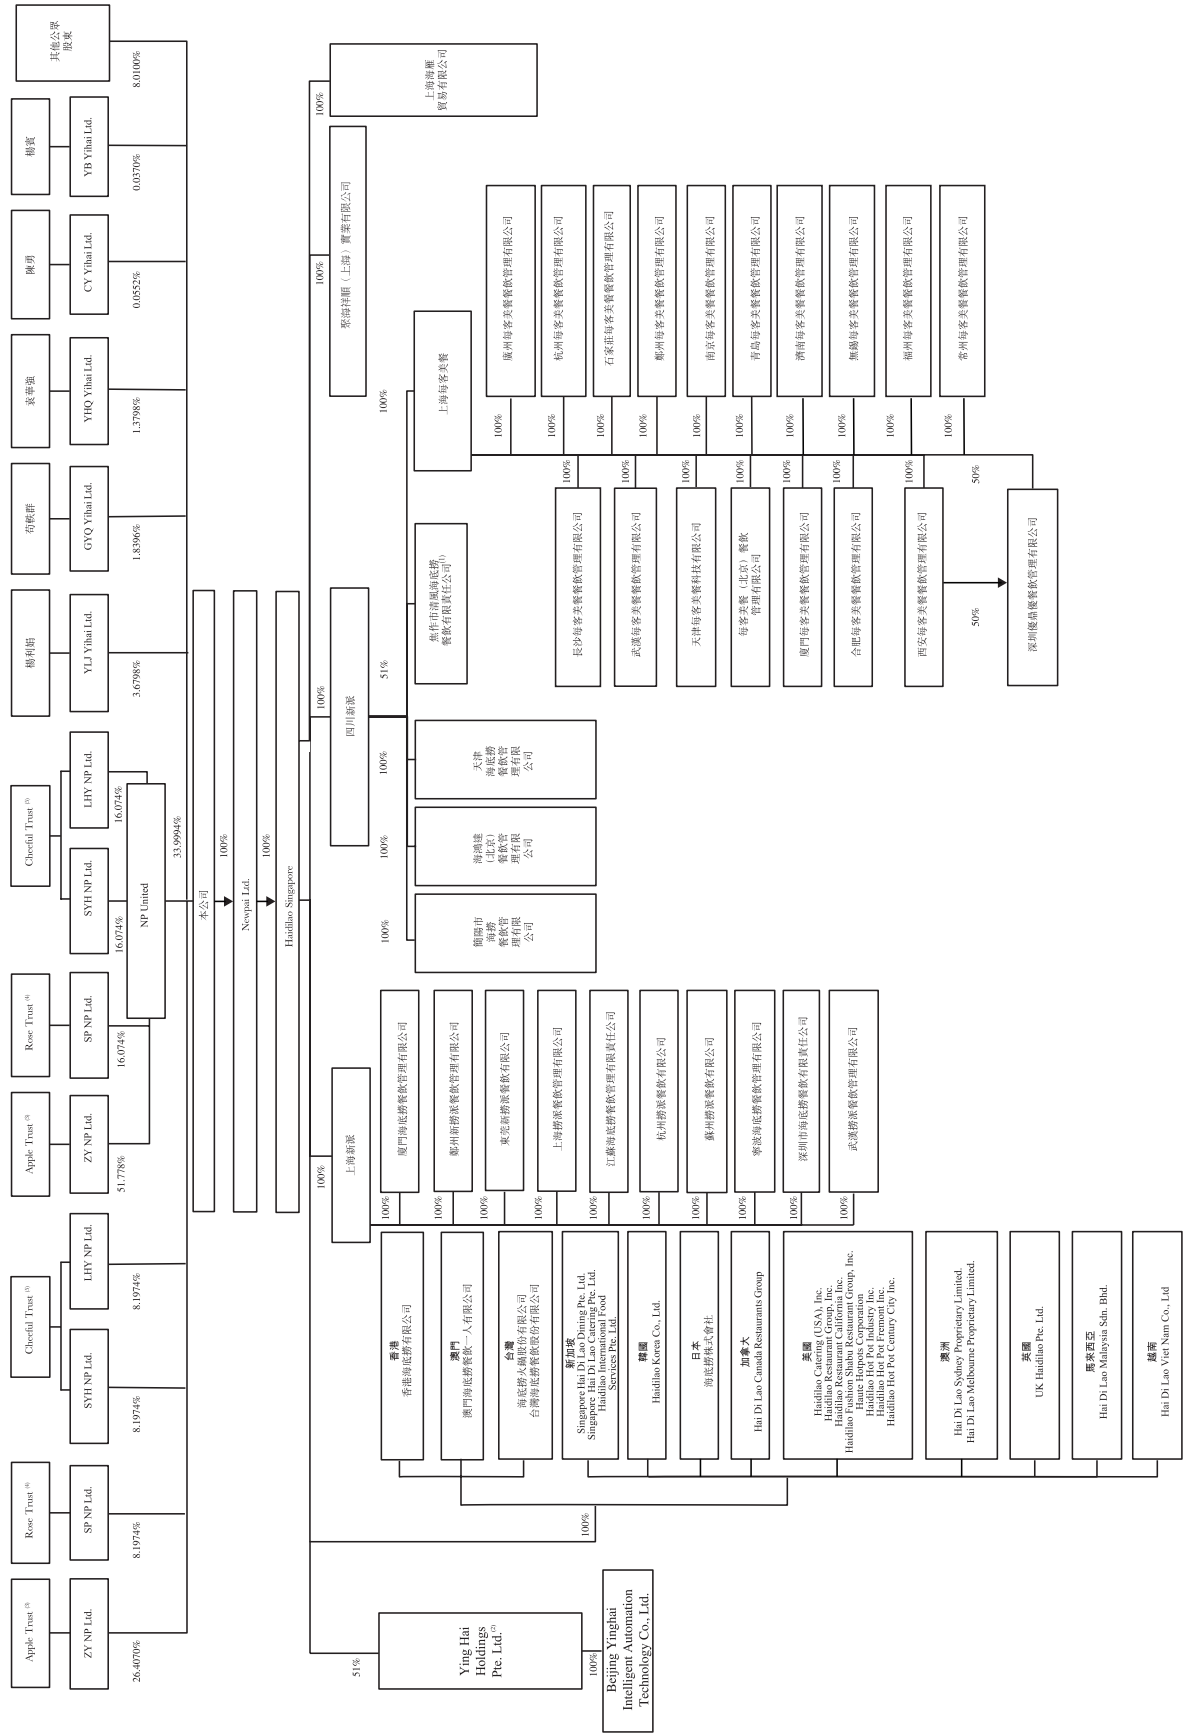 Apple Trust (3)
Rose Trust (4)
Cheerful Trust (5)
Apple Trust (3)
Rose Trust (4)
Cheerful Trust (5)
楊利娟
苟軼群
袁華強
陳勇
楊賓
其他公眾
股東
ZY NP Ltd.
SP NP Ltd.
SYH NP Ltd.
LHY NP Ltd.
ZY NP Ltd.
SP NP Ltd.
SYH NP Ltd.
LHY NP Ltd.
YLJ Yihai Ltd.
GYQ Yihai Ltd.
YHQ Yihai Ltd.
CY Yihai Ltd.
YB Yihai Ltd.
51.778%
16.074%
16.074%
16.074%
26.4070%
8.1974%
8.1974%
8.1974%
NP United
3.6798%
1.8396%
1.3798%
0.0552%
0.0370%
8.0100%
33.9994%
本公司
100%
Newpai Ltd.
100%
Haidilao Singapore
100%
100%
100%
100%
上海新派
四川新派
聚海祥順（上海）實業有限公司
上海海雁
貿易有限公司
51%
Ying Hai
Holdings
Pte. Ltd.(2)
100%
Beijing Yinghai
Intelligent Automation
Technology Co., Ltd.
100%
香港
香港海底撈有限公司
澳門
澳門海底撈餐飲一人有限公司
台灣
海底撈火鍋股份有限公司
台灣海底撈餐飲股份有限公司
新加坡
Singapore Hai Di Lao Dining Pte. Ltd.
Singapore Hai Di Lao Catering Pte. Ltd.
Haidilao International Food
Services Pte. Ltd.
韓國
Haidilao Korea Co., Ltd.
日本
海底撈株式會社
加拿大
Hai Di Lao Canada Restaurants Group
美國
Haidilao Catering (USA), Inc.
Haidilao Restaurant Group, Inc.
Haidilao Restaurant California Inc.
Haidilao Fushion Shabu Restaurant Group, Inc.
Haute Hotpots Corporation
Haidilao Hot Pot Industry Inc.
Haidilao Hot Pot Fremont Inc.
Haidilao Hot Pot Century City Inc.
澳洲
Hai Di Lao Sydney Proprietary Limited.
Hai Di Lao Melbourne Proprietary Limited.
英國
UK Haidilao Pte. Ltd.
馬來西亞
Hai Di Lao Malaysia Sdn. Bhd.
越南
Hai Di Lao Viet Nam Co., Ltd
100%
廈門海底撈餐飲管理有限公司
100%
鄭州新撈派餐飲管理有限公司
100%
東莞新撈派餐飲有限公司
100%
上海撈派餐飲管理有限公司
100%
江蘇海底撈餐飲管理有限責任公司
100%
杭州撈派餐飲有限公司
100%
蘇州撈派餐飲有限公司
100%
寧波海底撈餐飲管理有限公司
100%
深圳市海底撈餐飲有限責任公司
100%
武漢撈派餐飲管理有限公司
100%
100%
100%
51%
100%
簡陽市
海撈
餐飲管
理有限
公司
海鴻達
(北京)
餐飲管
理有限
公司
天津
海底撈
餐飲管
理有限
公司
焦作市清風海底撈
餐飲有限責任公司(1)
上海每客美餐
100%
廣州每客美餐餐飲管理有限公司
100%
杭州每客美餐餐飲管理有限公司
100%
石家莊每客美餐餐飲管理有限公司
100%
鄭州每客美餐餐飲管理有限公司
100%
南京每客美餐餐飲管理有限公司
100%
青島每客美餐餐飲管理有限公司
100%
濟南每客美餐餐飲管理有限公司
100%
無錫每客美餐餐飲管理有限公司
100%
福州每客美餐餐飲管理有限公司
100%
常州每客美餐餐飲管理有限公司
100%
長沙每客美餐餐飲管理有限公司
100%
武漢每客美餐餐飲管理有限公司
100%
天津每客美餐餐科技有限公司
100%
每客美餐（北京）餐飲
管理有限公司
100%
廈門每客美餐餐飲管理有限公司
100%
合肥每客美餐餐飲管理有限公司
100%
西安每客美餐餐飲管理有限公司
50%
50%
深圳優鼎優餐飲管理有限公司